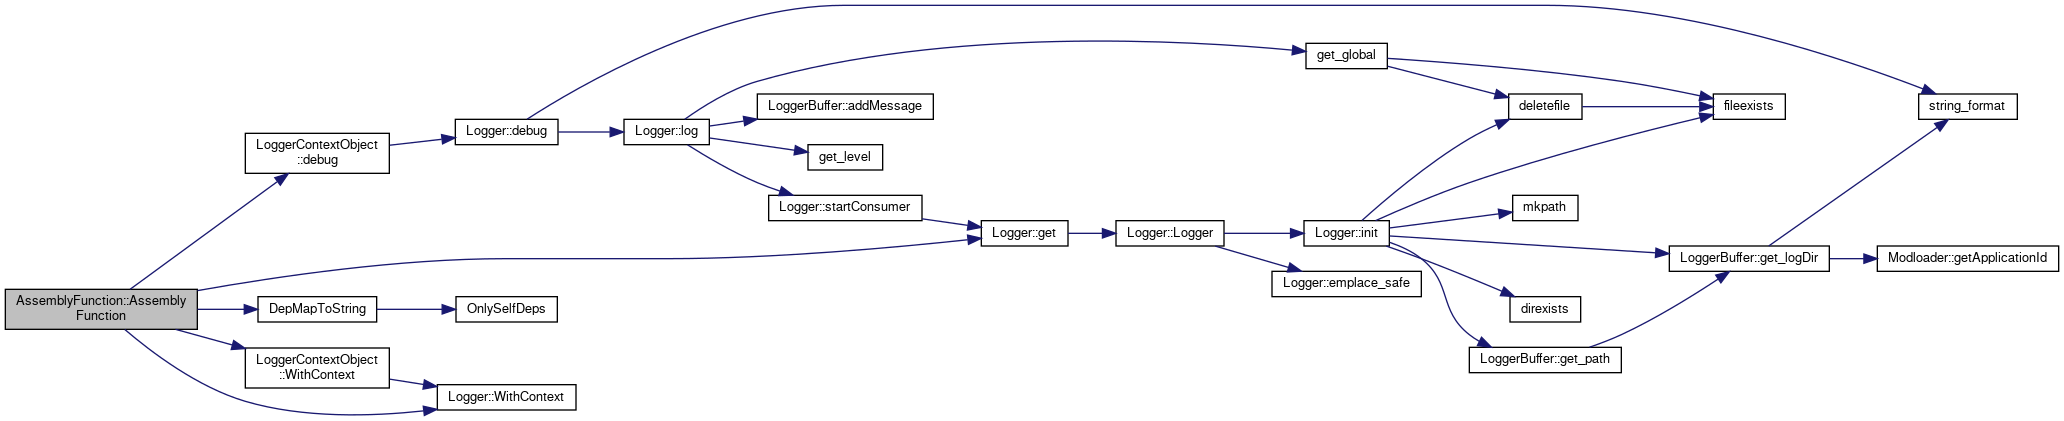 AssemblyFunction::Assembly
Function
LoggerContextObject
::debug
Logger::debug
Logger::log
get_global
LoggerBuffer::addMessage
get_level
Logger::startConsumer
Logger::get
Logger::Logger
Logger::init
Logger::emplace_safe
deletefile
fileexists
string_format
mkpath
LoggerBuffer::get_logDir
Modloader::getApplicationId
direxists
LoggerBuffer::get_path
DepMapToString
OnlySelfDeps
LoggerContextObject
::WithContext
Logger::WithContext